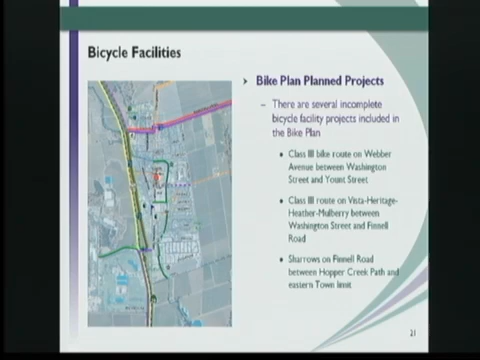 Bicycle Facilities
Bike Plan Planned Projects
– There are several incomplete
bicycle facility projects included in
the Bike Plan
• Class III bike route on Webber
Avenue between Washington
Street and Yount Street
• Class III route on Vista-Heritage-
Heather-Mulberry between
Washington Street and Finnell
Road
• Sharrows on Finnell Road
between Hopper Creek Path and
eastern Town limit
21